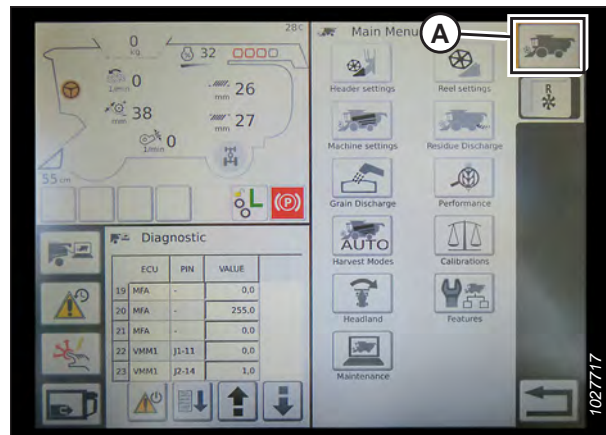 28c
Main Menu
A
0
kg
32
0
1/min
26
mm
38
mm
27
mm
0
1/min
55 cm
L
(P)
R
Header settings
Reel settings
Machine settings
Residue Discharge
Grain Discharge
Performance
AUTO
Harvest Modes
Calibrations
Headland
Features
Maintenance
Diagnostic
ECU PIN VALUE
19 MFA - 0,0
20 MFA - 255,0
21 MFA - 0,0
22 VMM1 J1-11 0,0
23 VMM1 J2-14 1,0
1027717